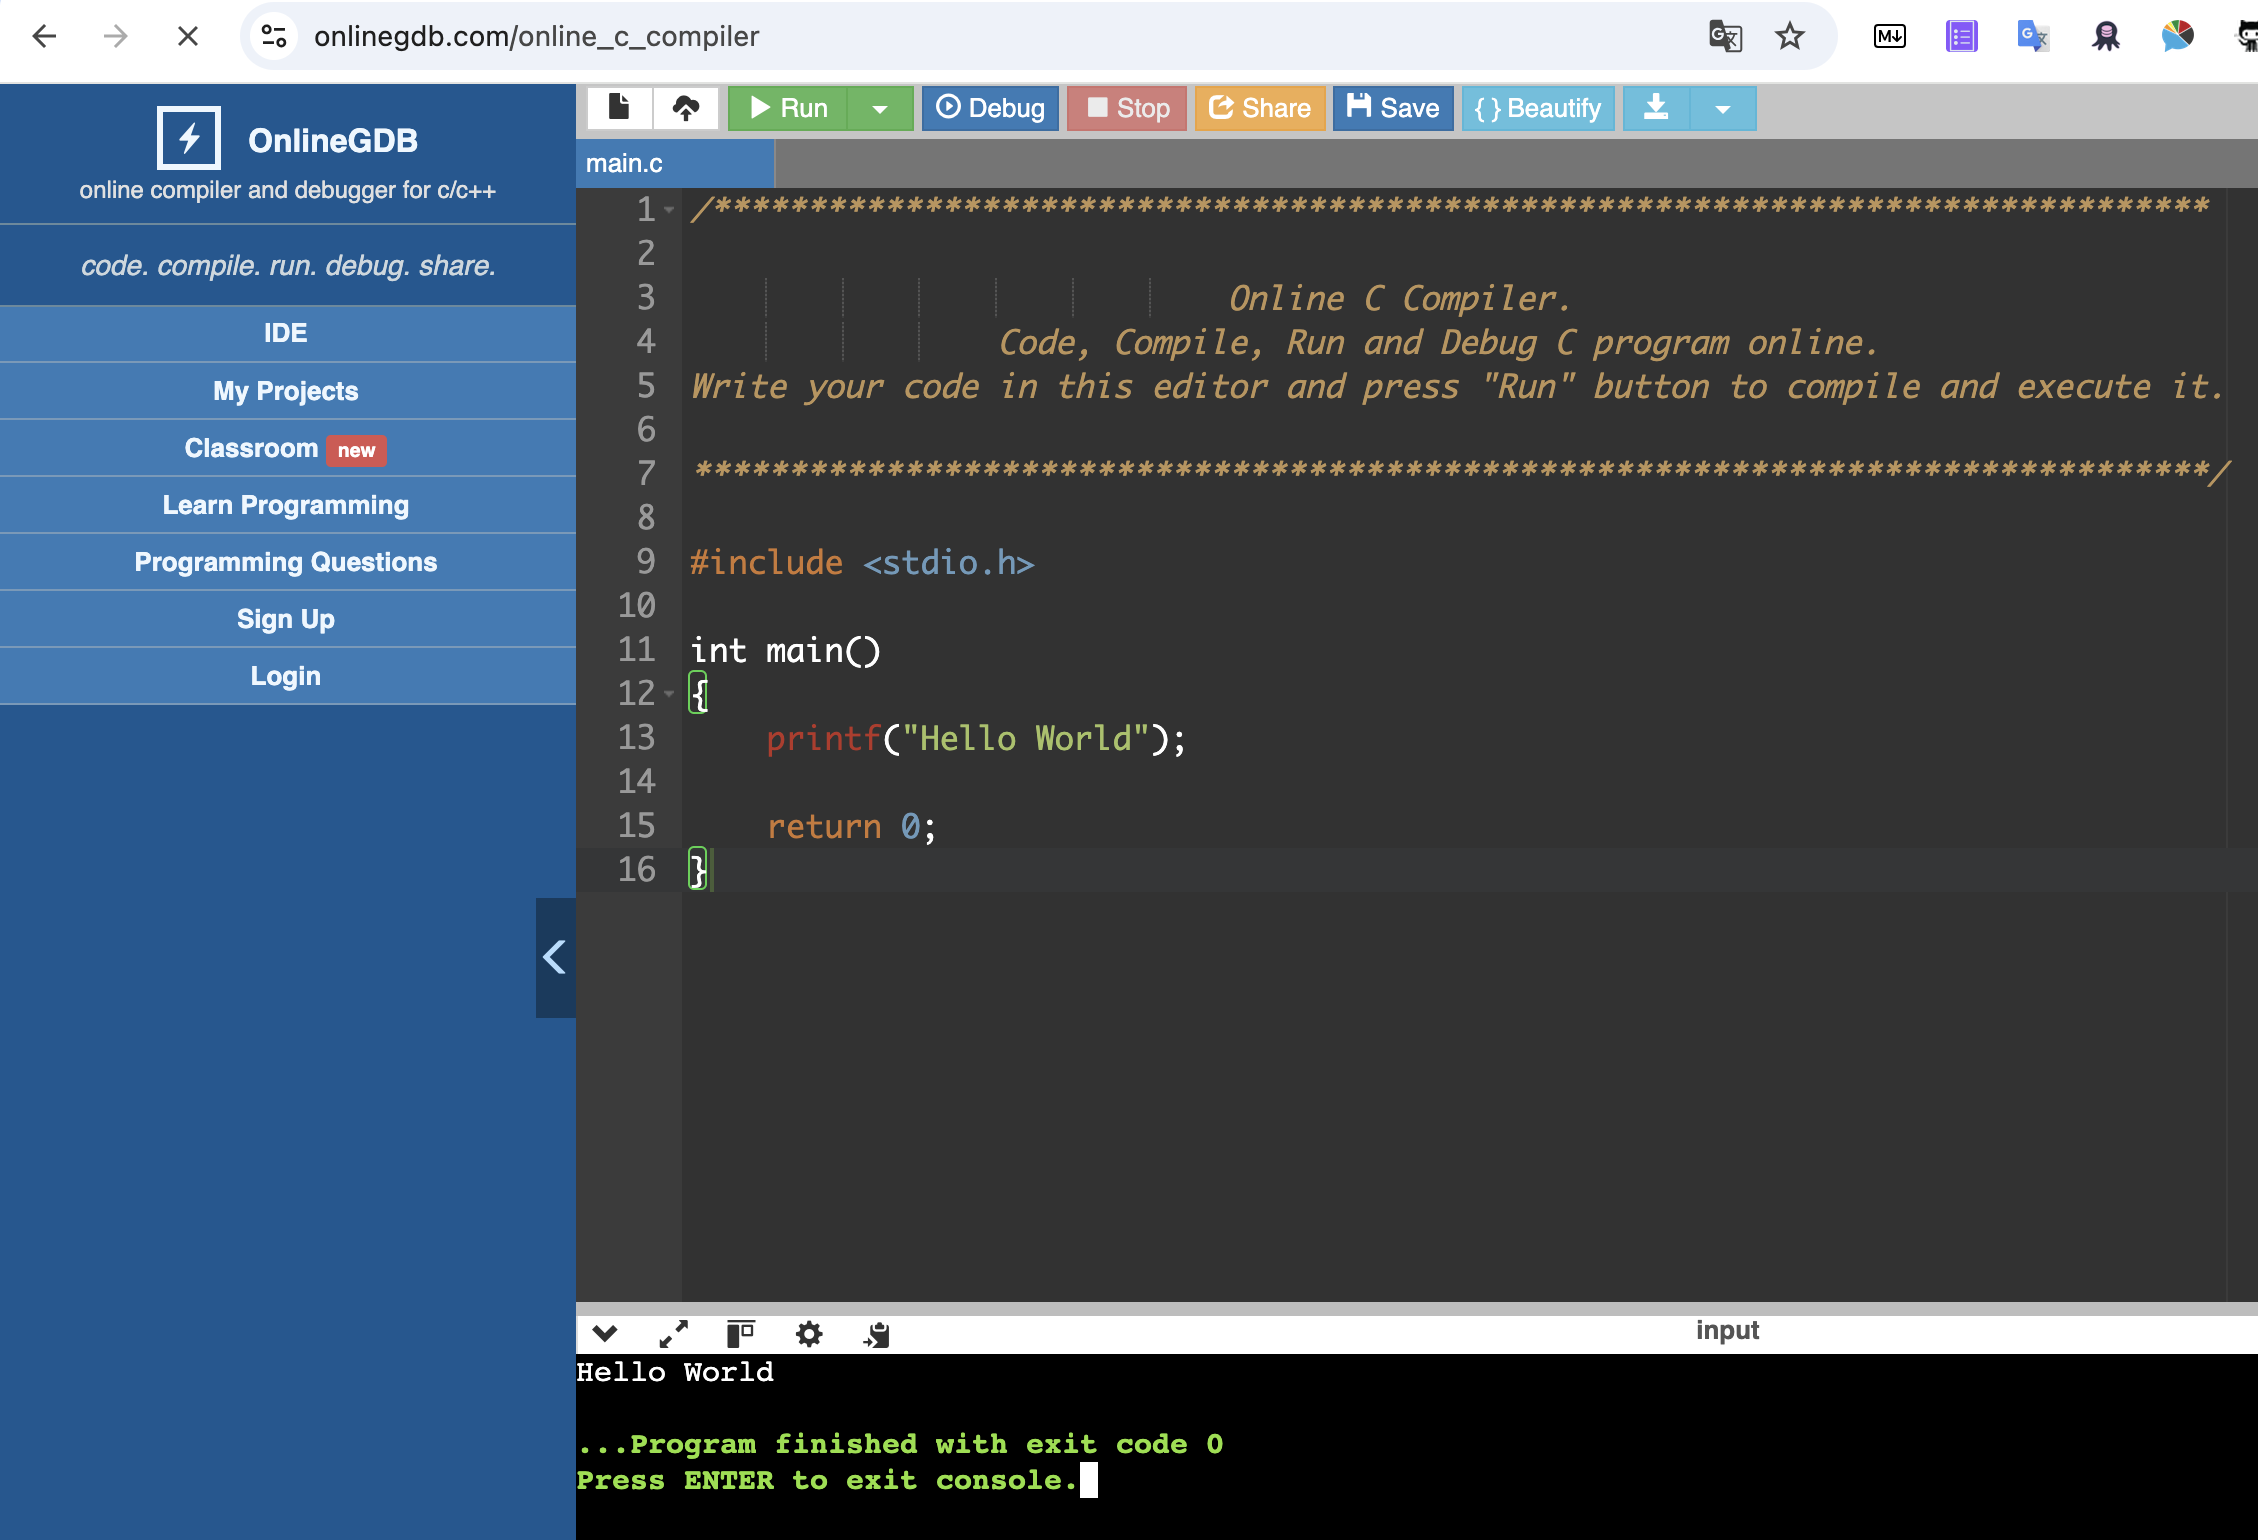 onlinegdb.com/online_c_compiler
OnlineGDB
online compiler and debugger for c/c++
code. compile. run. debug. share.
IDE
My Projects
Classroom new
Learn Programming
Programming Questions
Sign Up
Login
Run Debug Stop Share Save {} Beautify
main.c
1 /*******************************************************************************
2
3 Online C Compiler.
4 Code, Compile, Run and Debug C program online.
5 Write your code in this editor and press "Run" button to compile and execute it.
6
7 *******************************************************************************/
8
9 #include <stdio.h>
10
11 int main()
12 {
13 printf("Hello World");
14
15 return 0;
16 }
input
Hello World
...Program finished with exit code 0
Press ENTER to exit console.